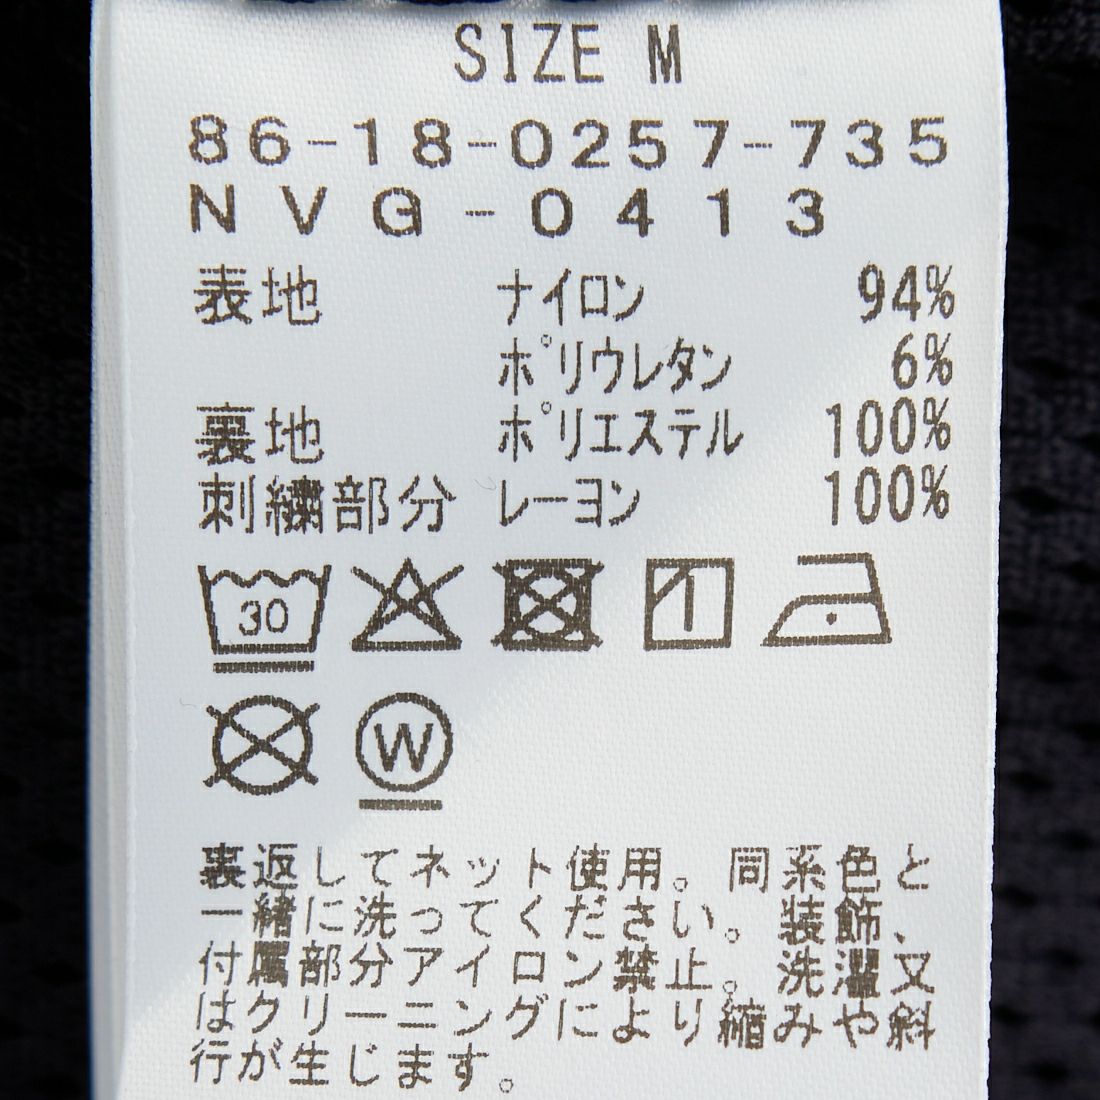 SIZE M
86-18-0257-735
NVG-0413
表地 ナイロン 94%
ポリウレタン 6%
裏地 ポリエステル 100%
刺繍部分 レーヨン 100%
30
W
裏返してネット使用。同系色と
一緒に洗ってください。装飾、
付属部分アイロン禁止。洗濯又
はクリーニングにより縮みや斜
行が生じます。